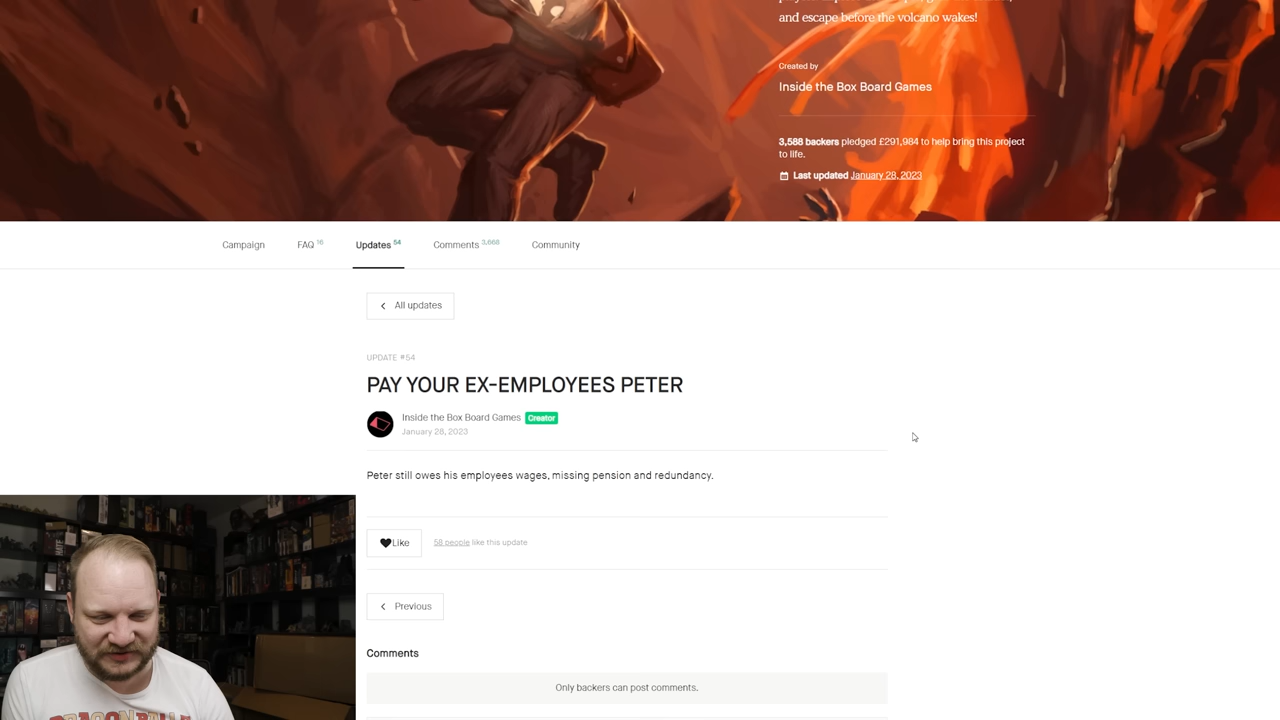 and escape before the volcano wakes!
Created by
Inside the Box Board Games
3,588 backers pledged £291,984 to help bring this project
to life.
Last updated January 28, 2023
Campaign
FAQ 16
Updates 54
Comments 3,668
Community
All updates
UPDATE #54
PAY YOUR EX-EMPLOYEES PETER
Inside the Box Board Games Creator
January 28, 2023
Peter still owes his employees wages, missing pension and redundancy.
Like
58 people like this update
Previous
Comments
Only backers can post comments.